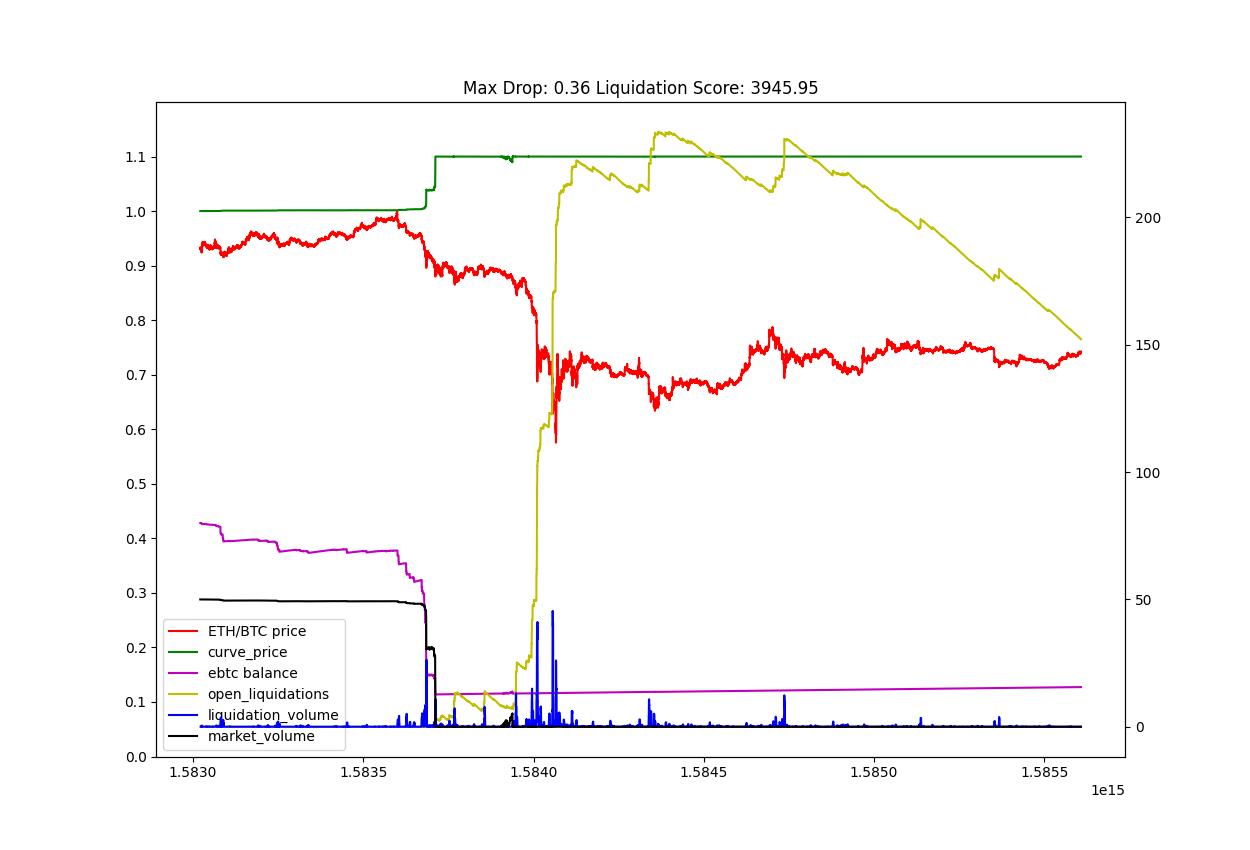 Max Drop: 0.36 Liquidation Score: 3945.95
1.1
1.0
0.9
0.8
0.7
0.6
0.5
0.4
0.3
0.2
0.1
0.0
200
150
100
50
0
ETH/BTC price
curve_price
ebtc balance
open_liquidations
liquidation_volume
market_volume
1.5830 1.5835 1.5840 1.5845 1.5850 1.5855
1e15